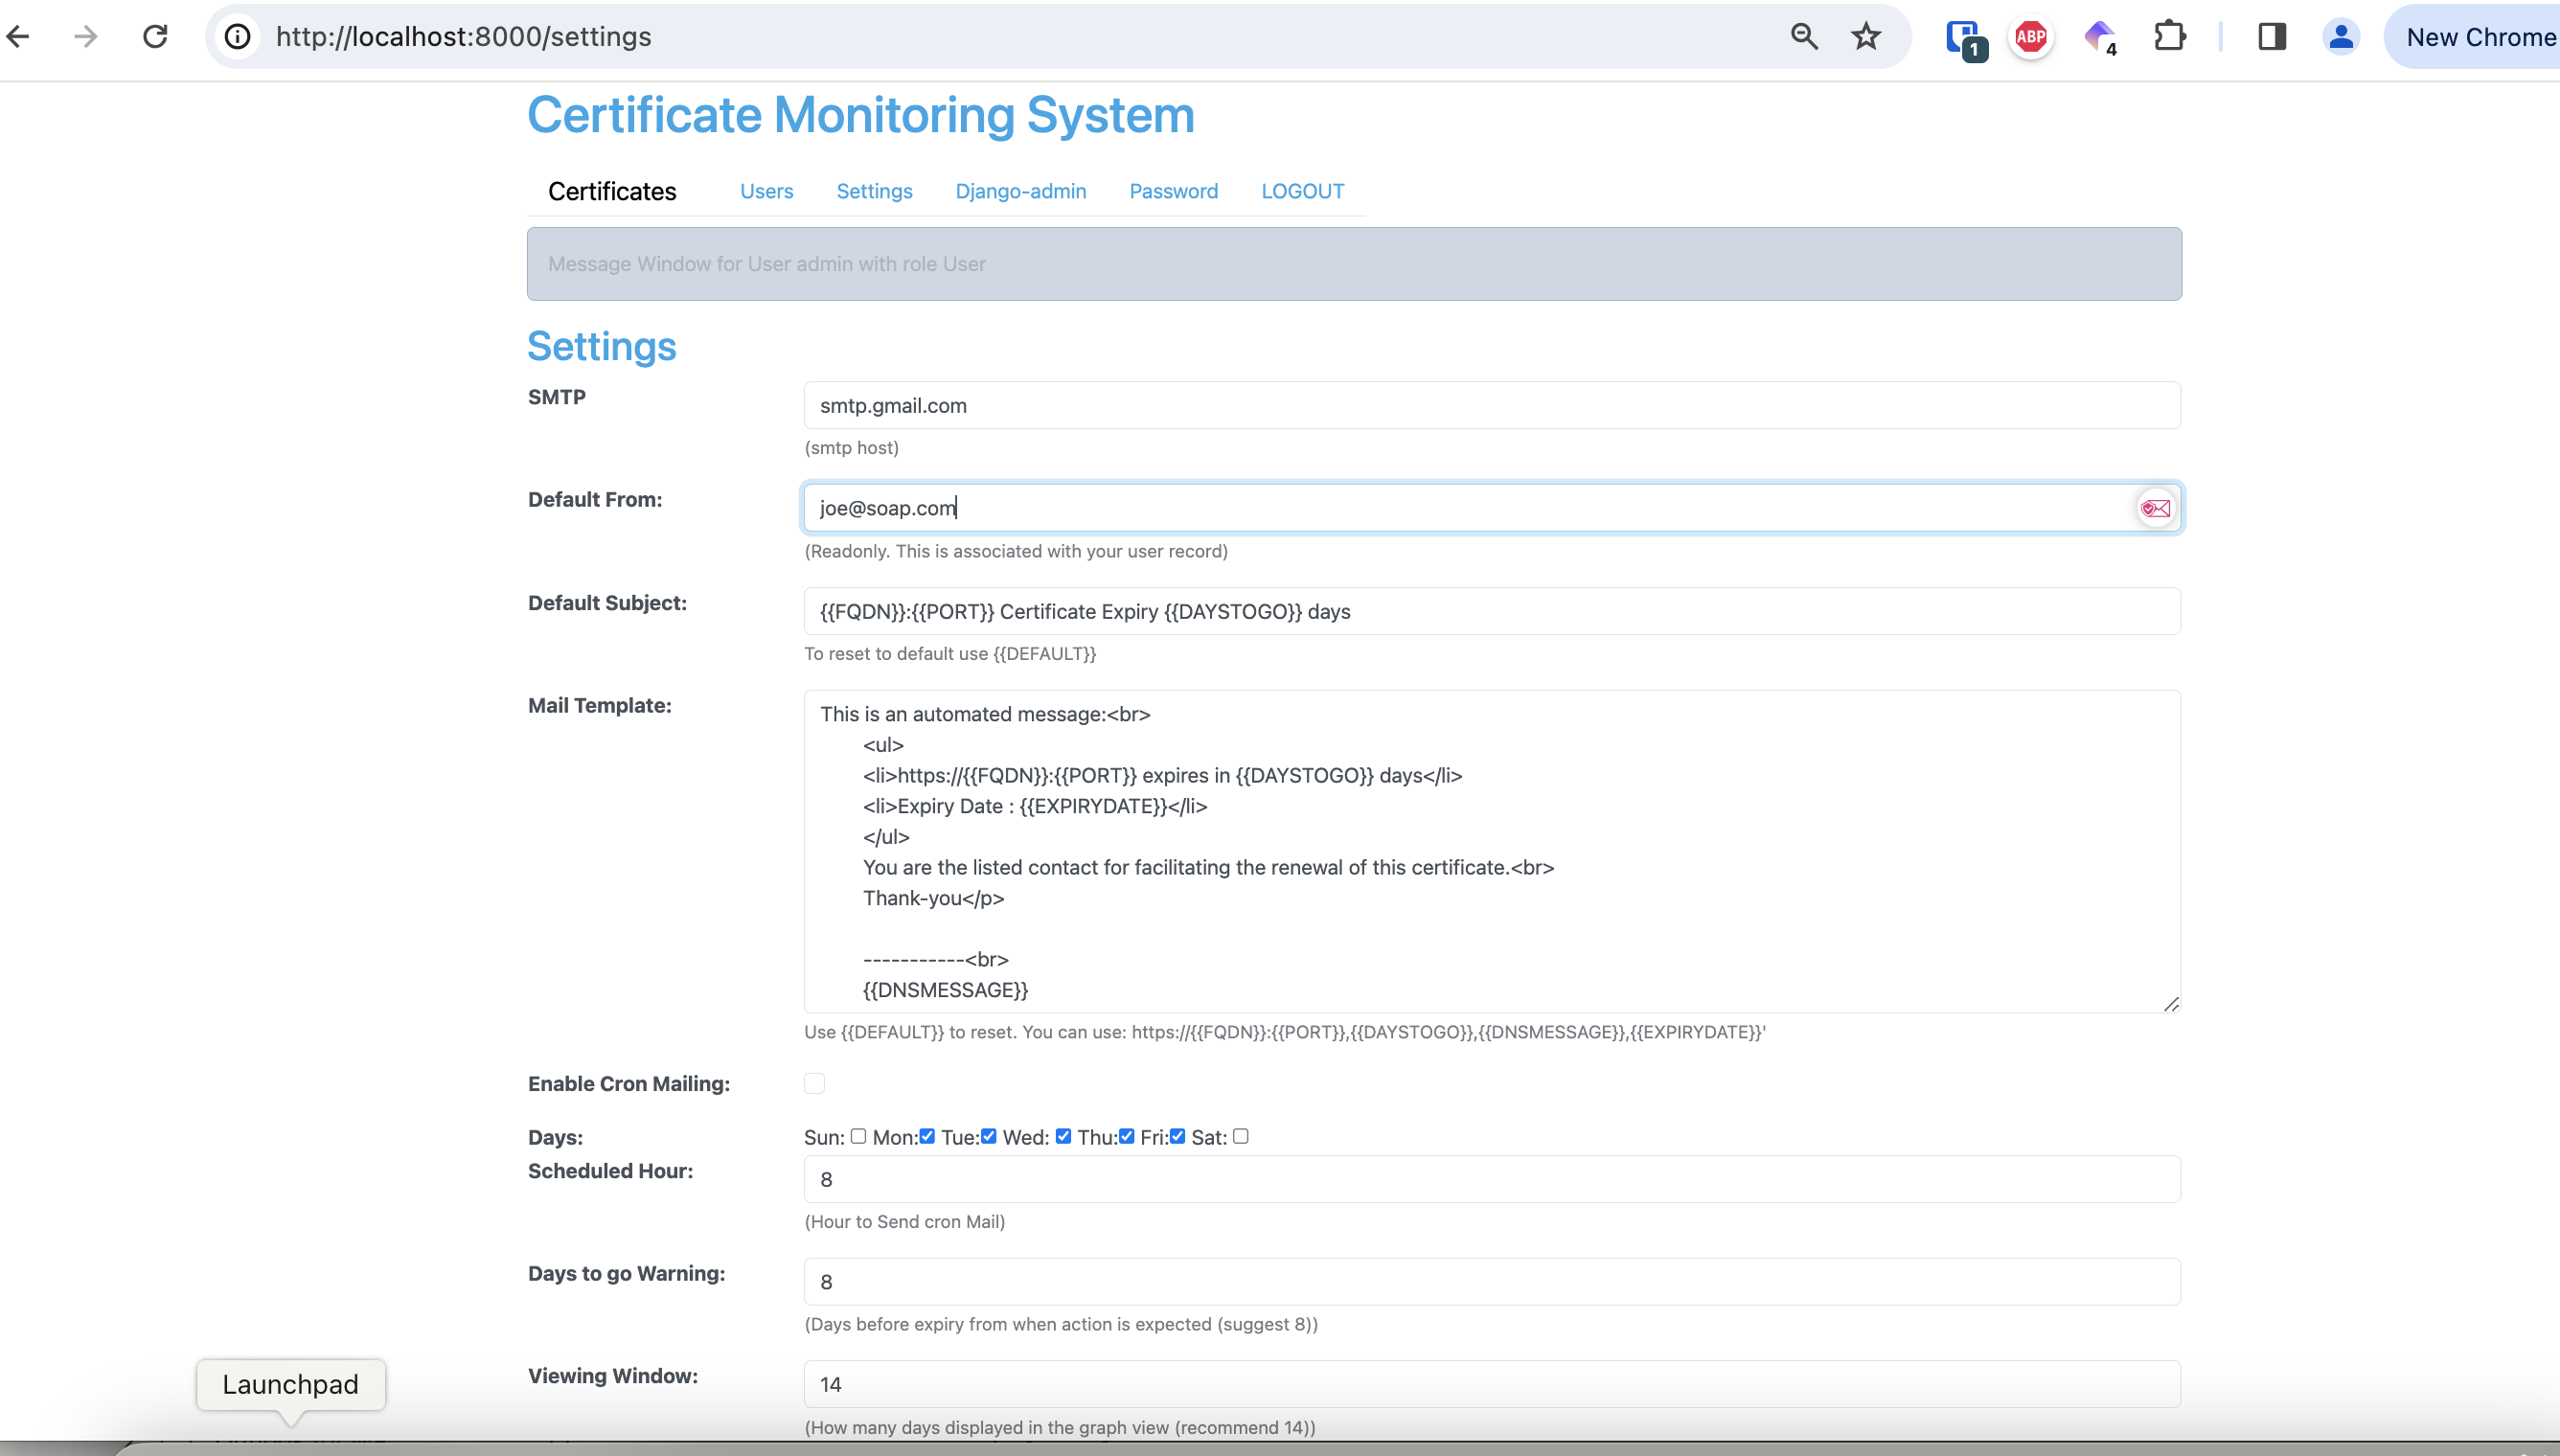 http://localhost:8000/settings
1
ABP
4
New Chrome
Certificate Monitoring System
Certificates Users Settings Django-admin Password LOGOUT
Message Window for User admin with role User
Settings
SMTP
smtp.gmail.com
(smtp host)
Default From:
joe@soap.com
(Readonly. This is associated with your user record)
Default Subject:
{{FQDN}}:{{PORT}} Certificate Expiry {{DAYSTOGO}} days
To reset to default use {{DEFAULT}}
Mail Template:
This is an automated message:<br>
<ul>
<li>https://{{FQDN}}:{{PORT}} expires in {{DAYSTOGO}} days</li>
<li>Expiry Date : {{EXPIRYDATE}}</li>
</ul>
You are the listed contact for facilitating the renewal of this certificate.<br>
Thank-you</p>
-----------<br>
{{DNSMESSAGE}}
Use {{DEFAULT}} to reset. You can use: https://{{FQDN}}:{{PORT}},{{DAYSTOGO}},{{DNSMESSAGE}},{{EXPIRYDATE}}'
Enable Cron Mailing:
Days:
Sun: Mon: Tue: Wed: Thu: Fri: Sat:
Scheduled Hour:
8
(Hour to Send cron Mail)
Days to go Warning:
8
(Days before expiry from when action is expected (suggest 8))
Viewing Window:
14
(How many days displayed in the graph view (recommend 14))
Launchpad